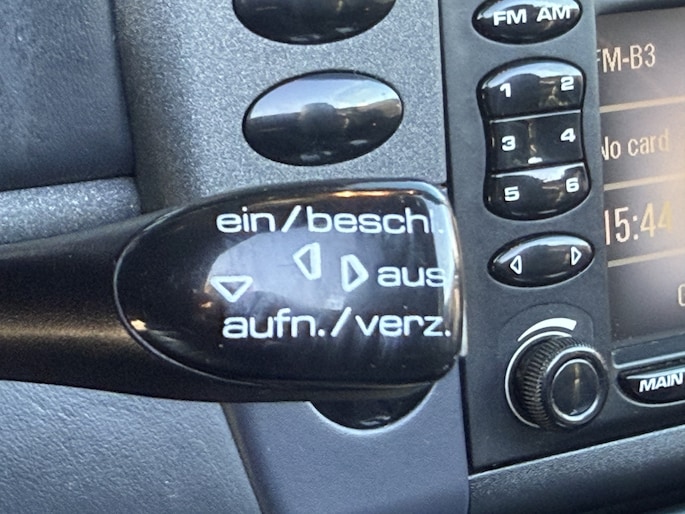 FM AM
1 2
3 4
5 6
FM-B3
No card
15:44
MAIN
ein/beschl.
aus
aufn./verz.